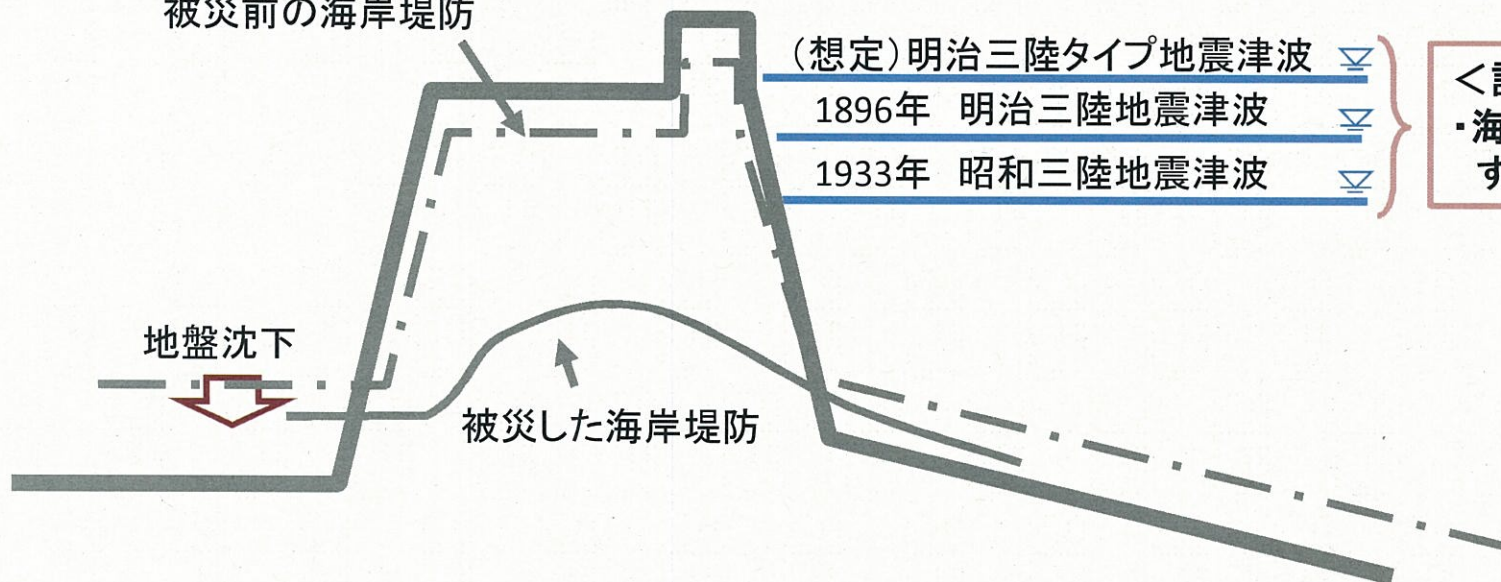 被災前の海岸堤防
(想定)明治三陸タイプ地震津波
1896年 明治三陸地震津波
1933年 昭和三陸地震津波
・海
す
地盤沈下
被災した海岸堤防